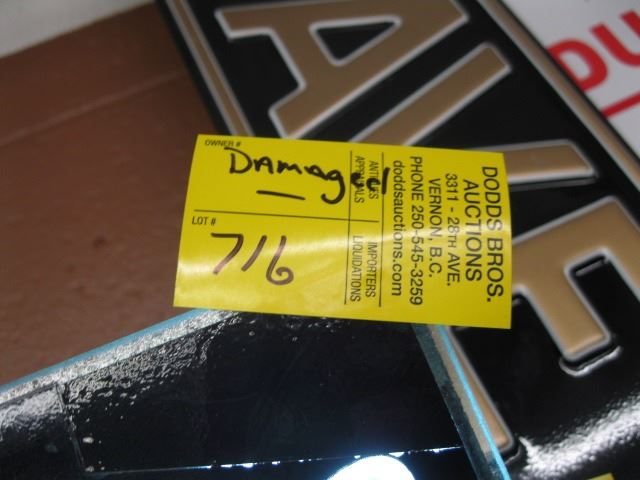 OWNER #
Damaged
LOT #
716
ANTIQUES
APPRAISALS
IMPORTERS
LIQUIDATIONS
DODDS BROS.
AUCTIONS
3311 - 28TH AVE.
VERNON, B.C.
PHONE 250-545-3259
doddsauctions.com
DU